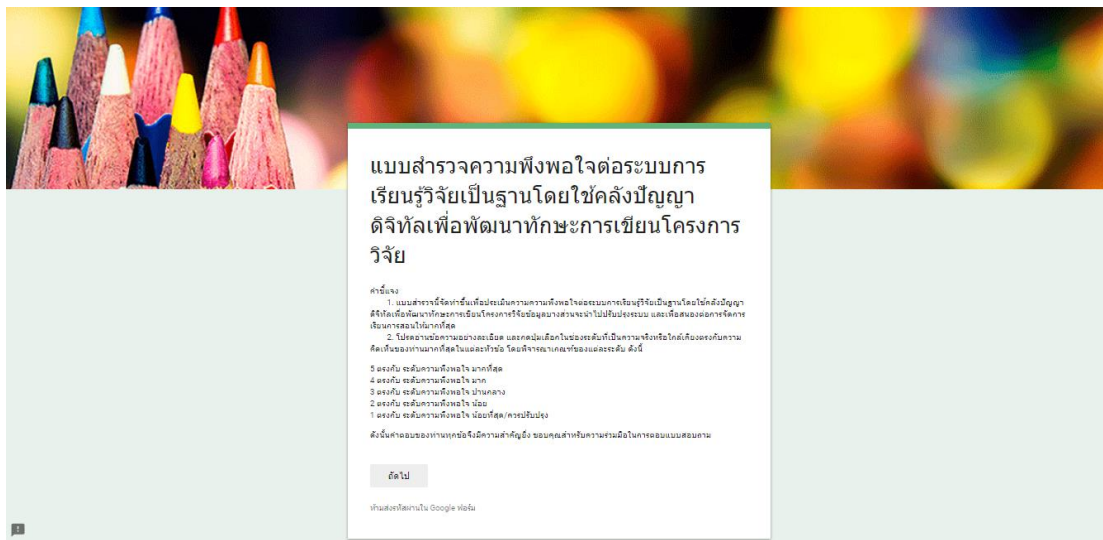 แบบสำรวจความพึงพอใจต่อระบบการ
เรียนรู้วิจัยเป็นฐานโดยใช้คลังปัญญา
ดิจิทัลเพื่อพัฒนาทักษะการเขียนโครงการ
วิจัย
คำชี้แจง
1. แบบสำรวจนี้จัดทำขึ้นเพื่อประเมินความความพึงพอใจต่อระบบการเรียนรู้วิจัยเป็นฐานโดยใช้คลังปัญญา
ดิจิทัลเพื่อพัฒนาทักษะการเขียนโครงการวิจัยข้อมูลบางส่วนจะนำไปปรับปรุงระบบ และเพื่อสนองต่อการจัดการ
เรียนการสอนให้มากที่สุด
2. โปรดอ่านข้อความอย่างละเอียด และกดปุ่มเลือกในช่องระดับที่เป็นความจริงหรือใกล้เคียงตรงกับความ
คิดเห็นของท่านมากที่สุดในแต่ละหัวข้อ โดยพิจารณาเกณฑ์ของแต่ละระดับ ดังนี้
5 ตรงกับ ระดับความพึงพอใจ มากที่สุด
4 ตรงกับ ระดับความพึงพอใจ มาก
3 ตรงกับ ระดับความพึงพอใจ ปานกลาง
2 ตรงกับ ระดับความพึงพอใจ น้อย
1 ตรงกับ ระดับความพึงพอใจ น้อยที่สุด/ควรปรับปรุง
ดังนั้นคำตอบของท่านทุกข้อจึงมีความสำคัญยิ่ง ขอบคุณสำหรับความร่วมมือในการตอบแบบสอบถาม
ถัดไป
ห้ามส่งรหัสผ่านใน Google ฟอร์ม